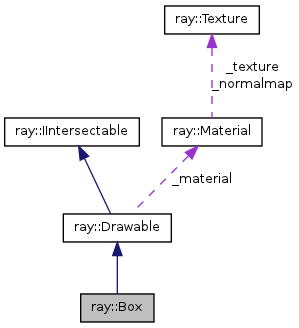 ray::Texture
_texture
_normalmap
ray::IIntersectable
ray::Material
_material
ray::Drawable
ray::Box